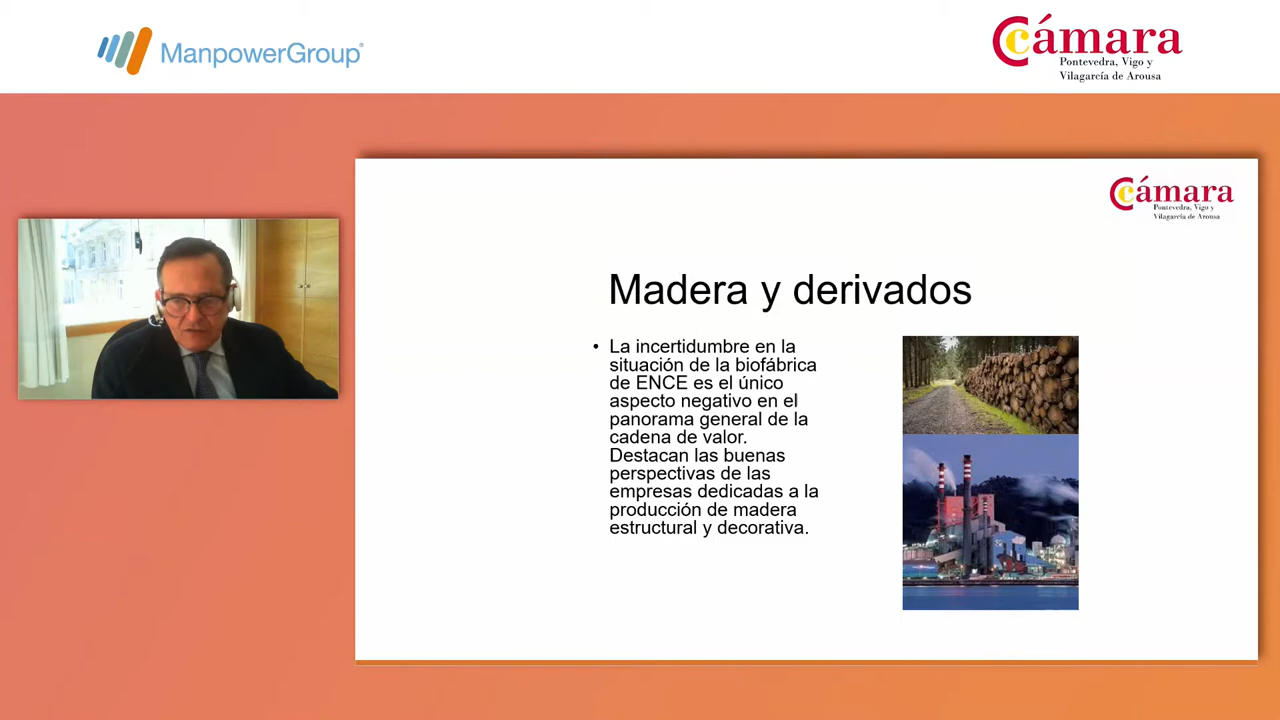 ManpowerGroup
Cámara
Pontevedra, Vigo y
Vilagarcía de Arousa
Cámara
Pontevedra, Vigo y
Vilagarcía de Arousa
Madera y derivados
• La incertidumbre en la
situación de la biofábrica
de ENCE es el único
aspecto negativo en el
panorama general de la
cadena de valor.
Destacan las buenas
perspectivas de las
empresas dedicadas a la
producción de madera
estructural y decorativa.